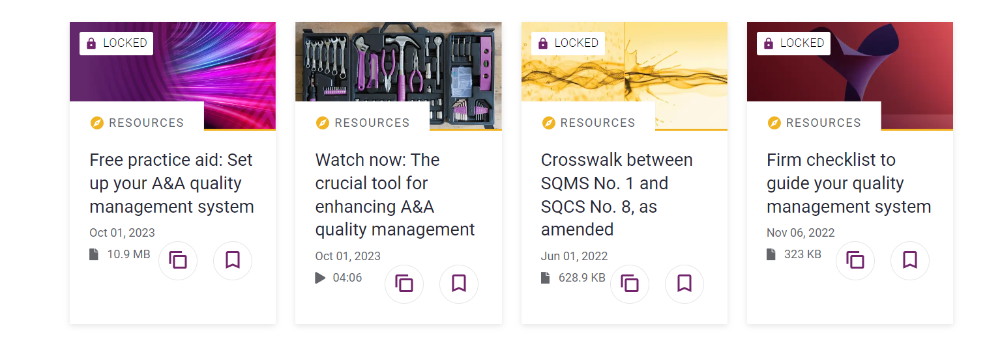 LOCKED
RESOURCES
Free practice aid: Set
up your A&A quality
management system
Oct 01, 2023
10.9 MB
RESOURCES
Watch now: The
crucial tool for
enhancing A&A
quality management
Oct 01, 2023
04:06
LOCKED
RESOURCES
Crosswalk between
SQMS No. 1 and
SQCS No. 8, as
amended
Jun 01, 2022
628.9 KB
LOCKED
RESOURCES
Firm checklist to
guide your quality
management system
Nov 06, 2022
323 KB